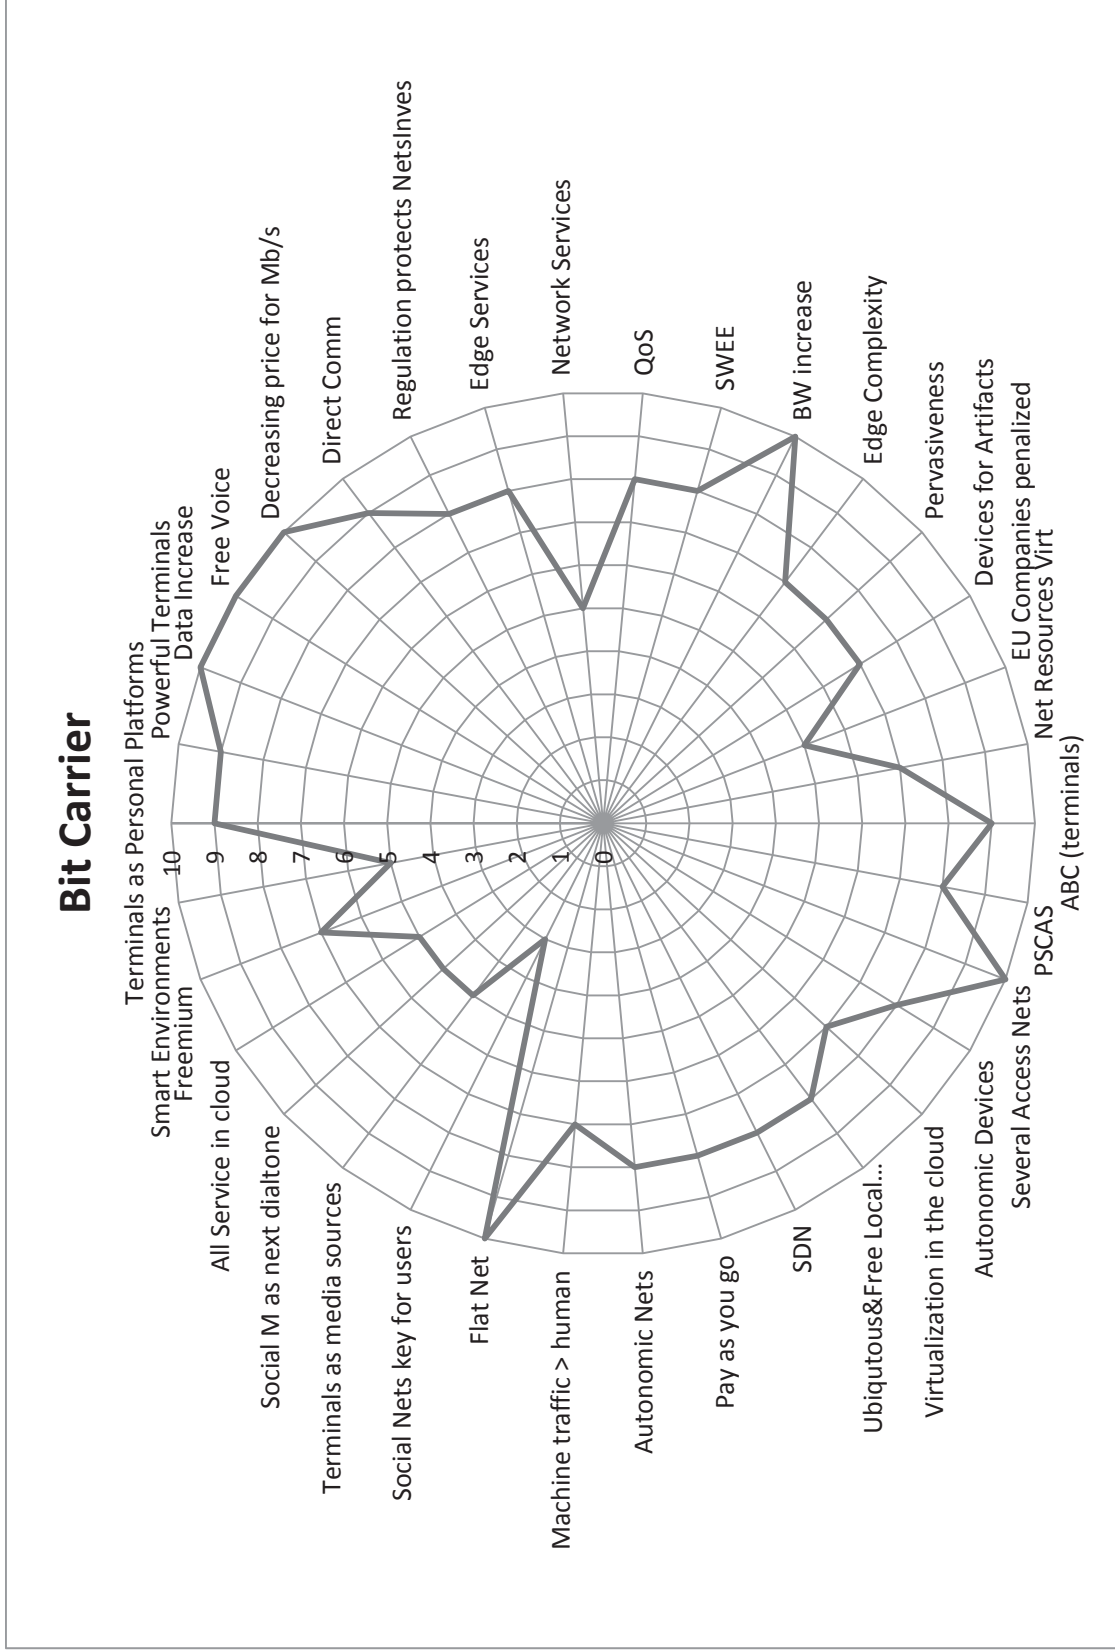 Bit Carrier
Terminals as Personal Platforms
Powerful Terminals
Data Increase
Free Voice
Decreasing price for Mb/s
Direct Comm
Regulation protects NetsInves
Edge Services
Network Services
QoS
SWEE
BW increase
Edge Complexity
Pervasiveness
Devices for Artifacts
EU Companies penalized
Net Resources Virt
ABC (terminals)
PSCAS
Several Access Nets
Autonomic Devices
Virtualization in the cloud
Ubiqutous&Free Local...
SDN
Pay as you go
Autonomic Nets
Machine traffic > human
Flat Net
Social Nets key for users
Terminals as media sources
Social M as next dialtone
All Service in cloud
Freemium
Smart Environments
10
9
8
7
6
5
4
3
2
1
0